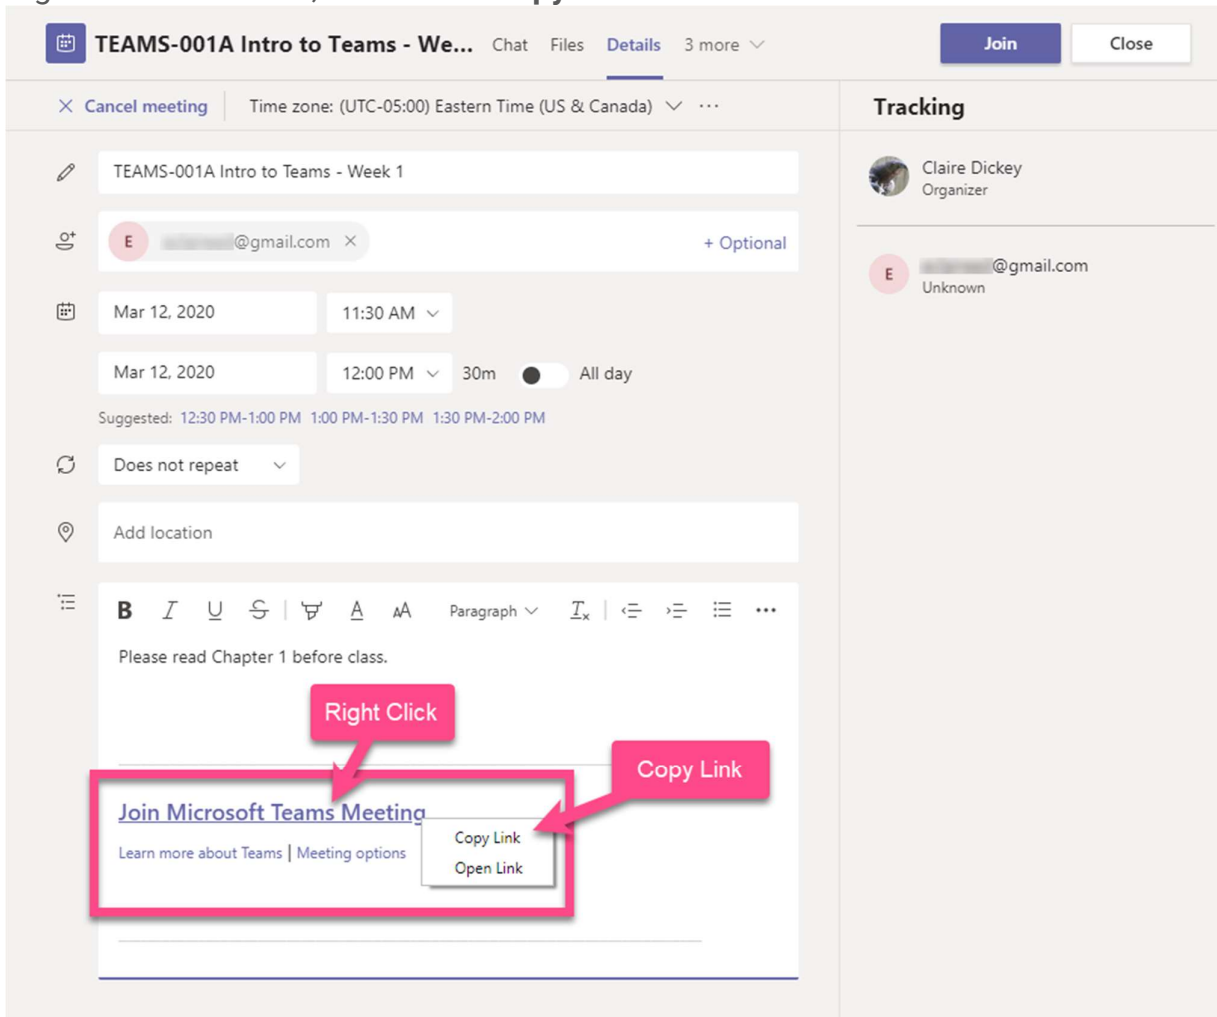 TEAMS-001A Intro to Teams - We... Chat Files Details 3 more Join Close
Cancel meeting Time zone: (UTC-05:00) Eastern Time (US & Canada) ... Tracking
TEAMS-001A Intro to Teams - Week 1
Claire Dickey
Organizer
E @gmail.com + Optional
E @gmail.com
Unknown
Mar 12, 2020 11:30 AM
Mar 12, 2020 12:00 PM 30m All day
Suggested: 12:30 PM-1:00 PM 1:00 PM-1:30 PM 1:30 PM-2:00 PM
Does not repeat
Add location
B I U S A AA Paragraph Tx ...
Please read Chapter 1 before class.
Right Click
Copy Link
Join Microsoft Teams Meeting
Learn more about Teams | Meeting options
Copy Link
Open Link